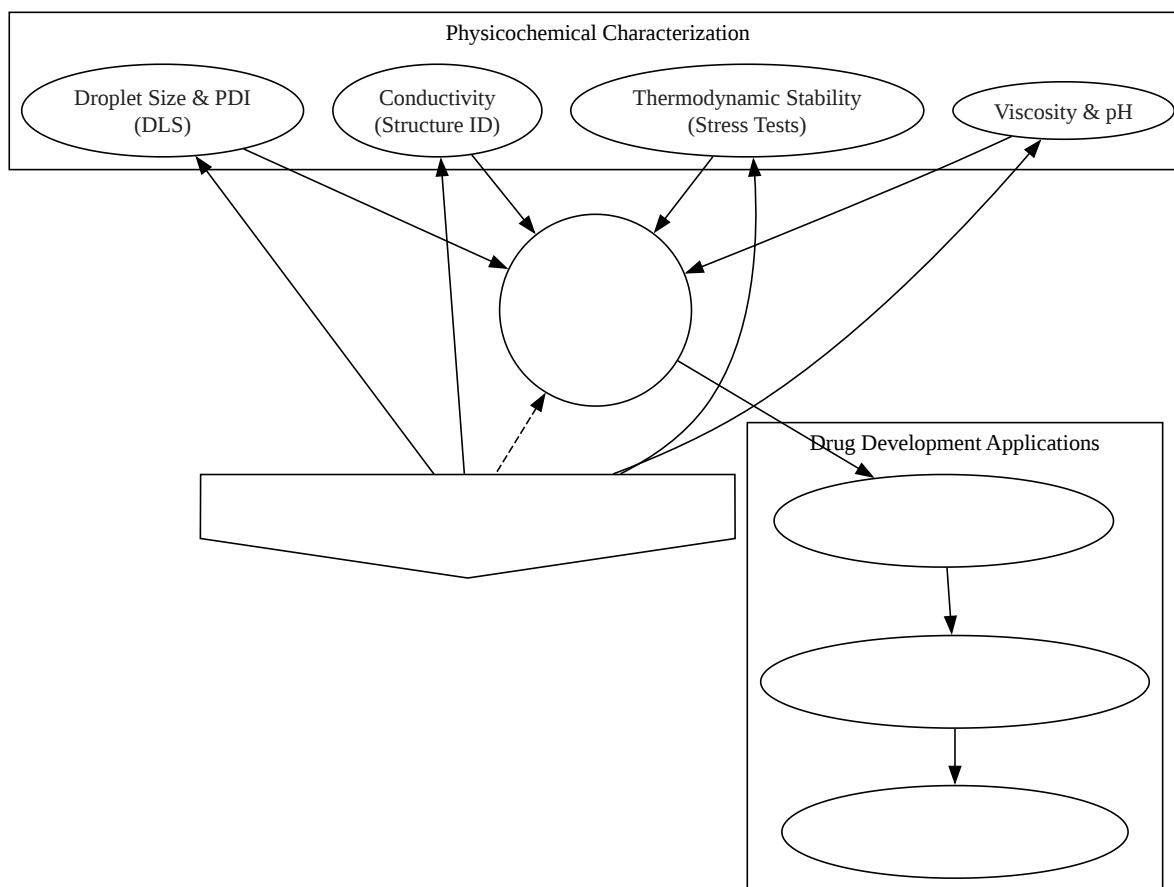 Physicochemical Characterization
Droplet Size & PDI
(DLS)
Conductivity
(Structure ID)
Thermodynamic Stability
(Stress Tests)
Viscosity & pH
Drug Development Applications